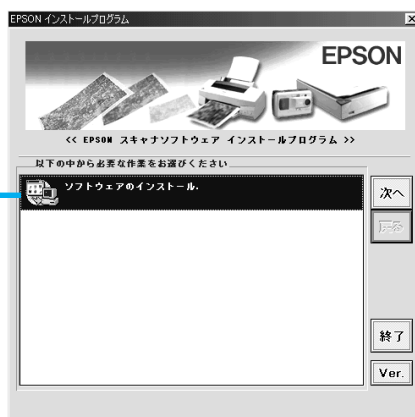 EPSON インストールプログラム
EPSON
<< EPSON スキャナソフトウェア インストールプログラム >>
以下の中から必要な作業をお選びください
ソフトウェアのインストール.
次へ
戻る
終了
Ver.